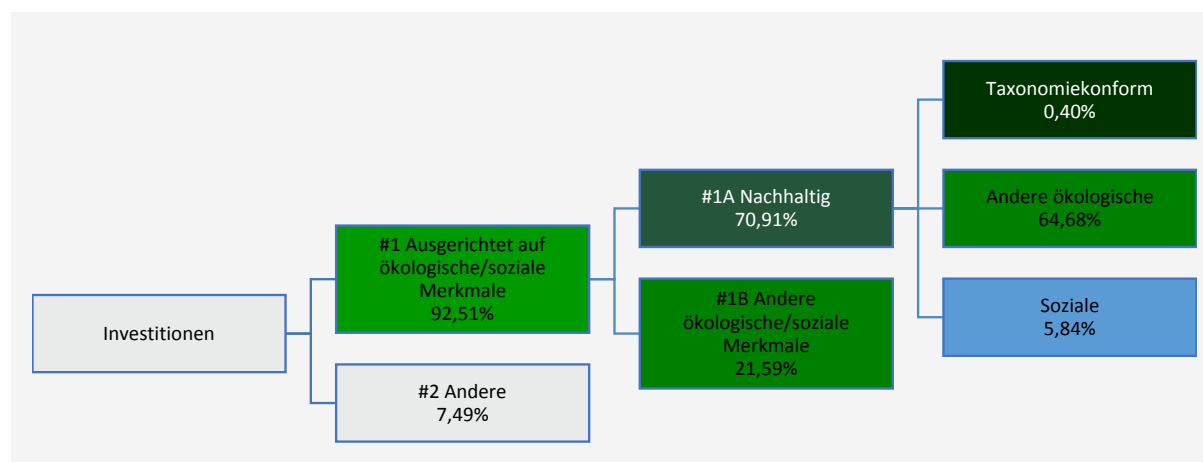 Investitionen
#1 Ausgerichtet auf
ökologische/soziale
Merkmale
92,51%
#2 Andere
7,49%
#1A Nachhaltig
70,91%
#1B Andere
ökologische/soziale
Merkmale
21,59%
Taxonomiekonform
0,40%
Andere ökologische
64,68%
Soziale
5,84%